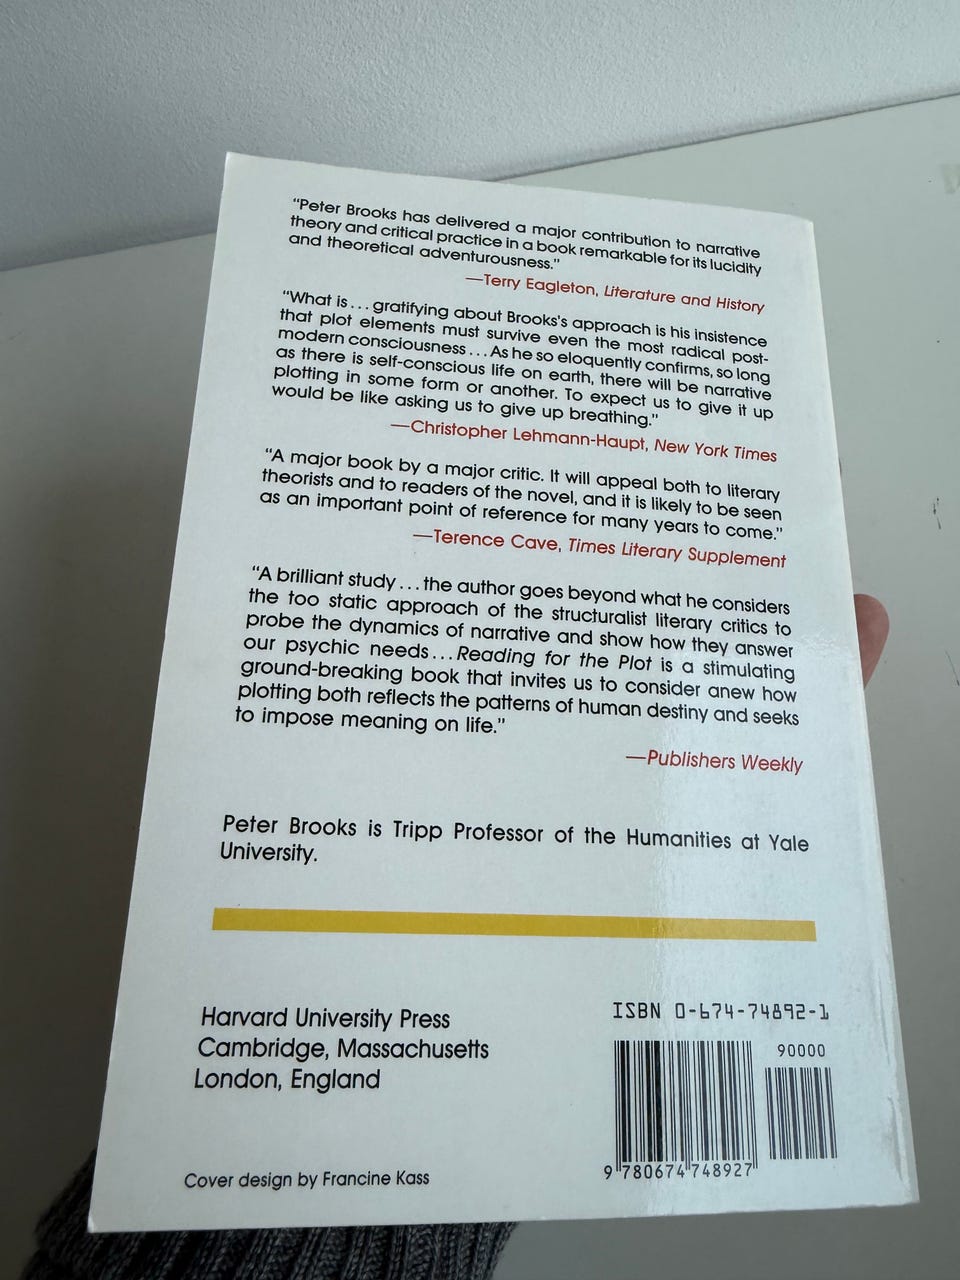 "Peter Brooks has delivered a major contribution to narrative
theory and critical practice in a book remarkable for its lucidity
and theoretical adventurousness."
—Terry Eagleton, Literature and History
"What is...gratifying about Brooks's approach is his insistence
that plot elements must survive even the most radical post-
modern consciousness...As he so eloquently confirms, so long
as there is self-conscious life on earth, there will be narrative
plotting in some form or another. To expect us to give it up
would be like asking us to give up breathing."
—Christopher Lehmann-Haupt, New York Times
"A major book by a major critic. It will appeal both to literary
theorists and to readers of the novel, and it is likely to be seen
as an important point of reference for many years to come."
—Terence Cave, Times Literary Supplement
"A brilliant study...the author goes beyond what he considers
the too static approach of the structuralist literary critics to
probe the dynamics of narrative and show how they answer
our psychic needs...Reading for the Plot is a stimulating
ground-breaking book that invites us to consider anew how
plotting both reflects the patterns of human destiny and seeks
to impose meaning on life."
—Publishers Weekly
Peter Brooks is Tripp Professor of the Humanities at Yale
University.
Harvard University Press
Cambridge, Massachusetts
London, England
ISBN 0-674-74892-1
90000
9 780674 748927
Cover design by Francine Kass